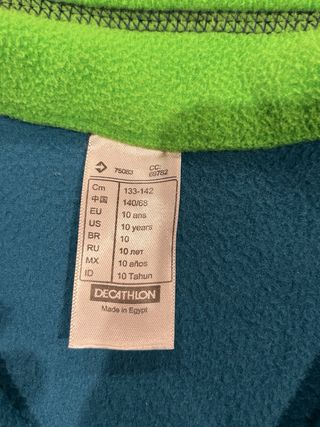 75083 CC: 69782
Cm 133-142
中国 140/68
EU 10 ans
US 10 years
BR 10
RU 10 лет
MX 10 años
ID 10 Tahun
DECATHLON
Made in Egypt